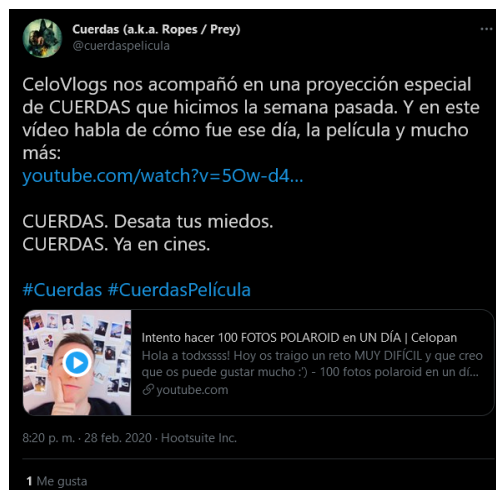 Cuerdas (a.k.a. Ropes / Prey)
@cuerdaspelicula
CeloVlogs nos acompañó en una proyección especial
de CUERDAS que hicimos la semana pasada. Y en este
vídeo habla de cómo fue ese día, la película y mucho
más:
youtube.com/watch?v=5Ow-d4...
CUERDAS. Desata tus miedos.
CUERDAS. Ya en cines.
#Cuerdas #CuerdasPelícula
Intento hacer 100 FOTOS POLAROID en UN DÍA | Celopan
Hola a todxssss! Hoy os traigo un reto MUY DIFÍCIL y que creo
que os puede gustar mucho :') - 100 fotos polaroid en un dí...
youtube.com
8:20 p. m. · 28 feb. 2020 · Hootsuite Inc.
1 Me gusta